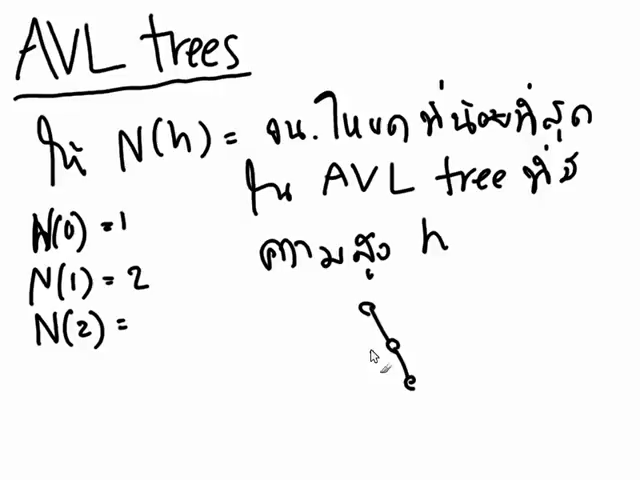 AVL trees
ให้ N(h) = จน. โหนด ที่น้อยที่สุด
ใน AVL tree ที่มี
ความสูง h
N(0) = 1
N(1) = 2
N(2) =